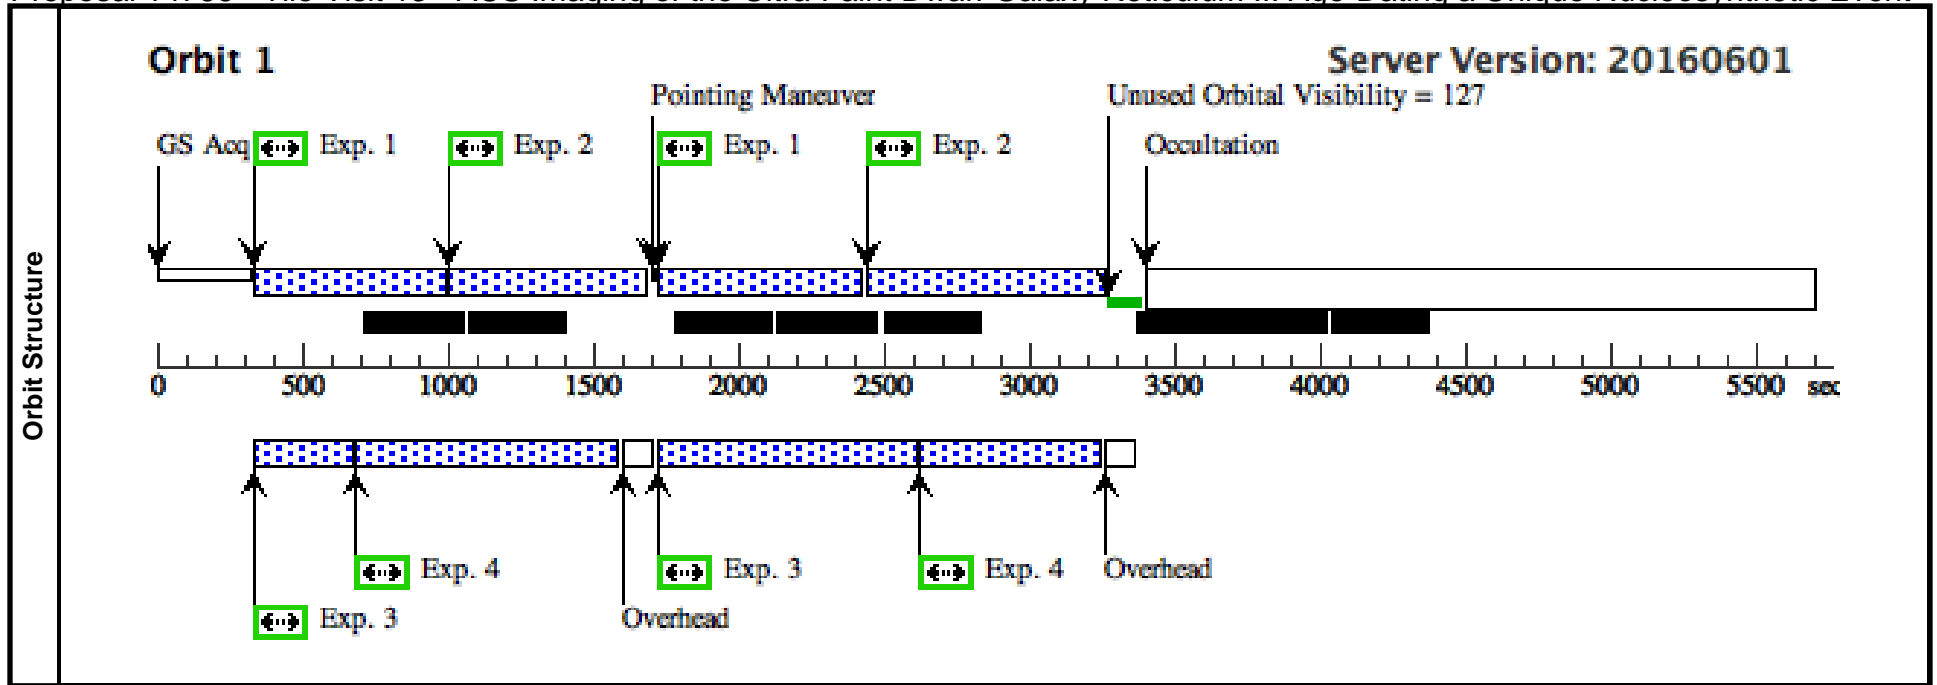 Orbit 1
Server Version: 20160601
Pointing Maneuver
Unused Orbital Visibility = 127
GS Acq
Exp. 1
Exp. 2
Exp. 1
Exp. 2
Occultation
Orbit Structure
0 500 1000 1500 2000 2500 3000 3500 4000 4500 5000 5500 sec
Exp. 4
Exp. 3
Exp. 4
Overhead
Exp. 3
Overhead